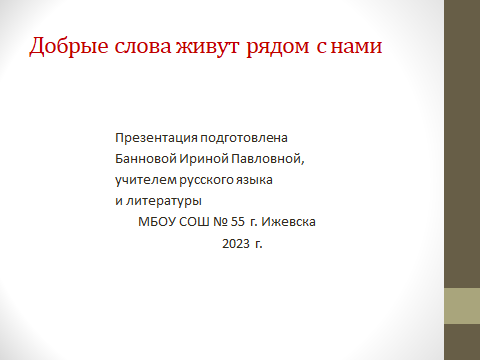 Добрые слова живут рядом с нами
Презентация подготовлена
Банновой Ириной Павловной,
учителем русского языка
и литературы
МБОУ СОШ № 55 г. Ижевска
2023 г.